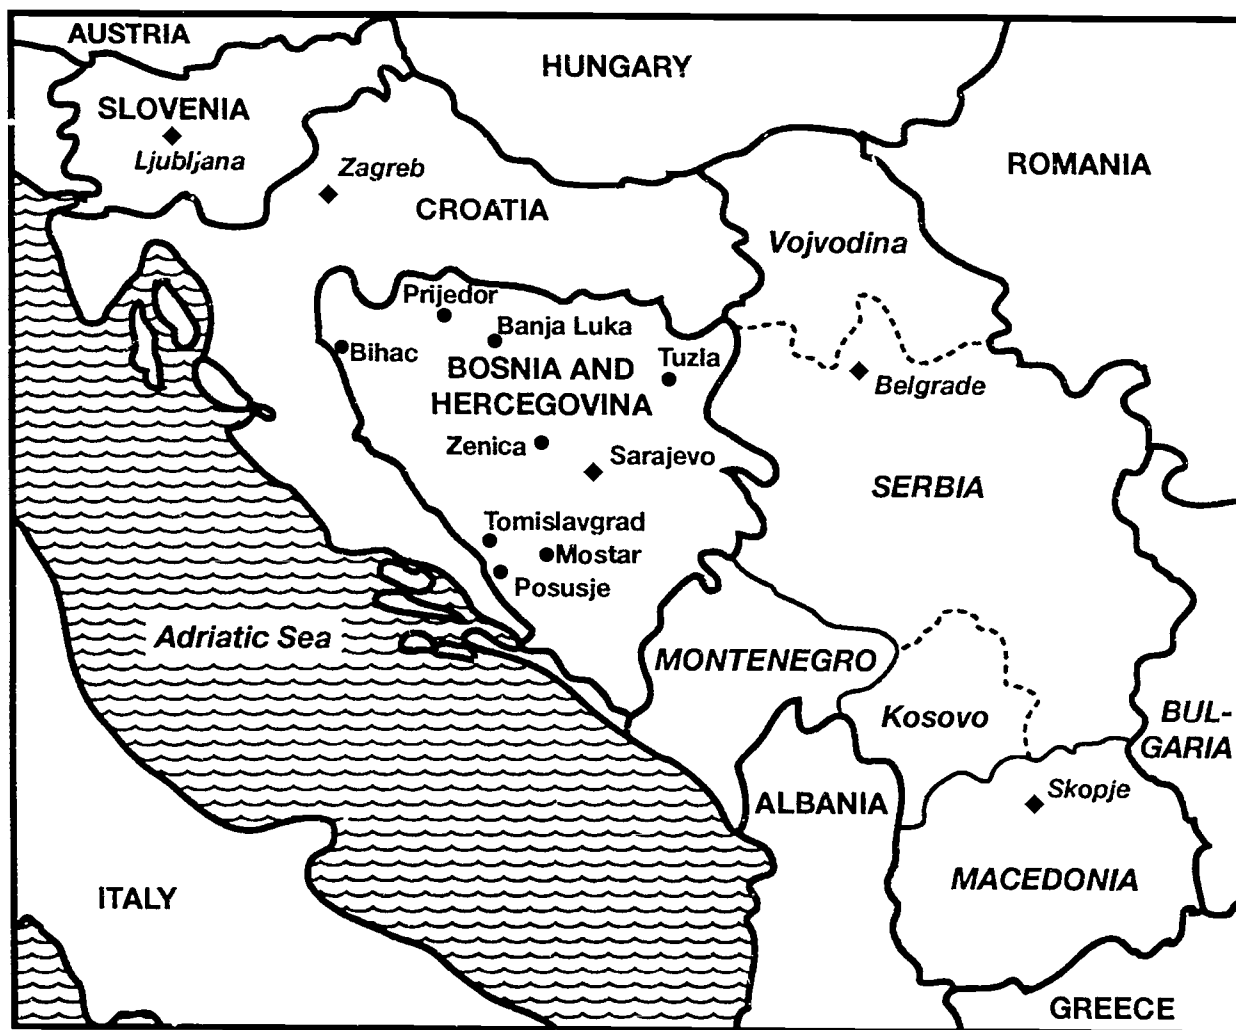 AUSTRIA
HUNGARY
SLOVENIA
Ljubljana
Zagreb
ROMANIA
CROATIA
Vojvodina
Prijedor
Banja Luka
Bihac
Tuzla
BOSNIA AND
HERCEGOVINA
Belgrade
Zenica
Sarajevo
SERBIA
Tomislavgrad
Mostar
Posusje
Adriatic Sea
MONTENEGRO
Kosovo
BUL-
GARIA
Skopje
ALBANIA
MACEDONIA
ITALY
GREECE